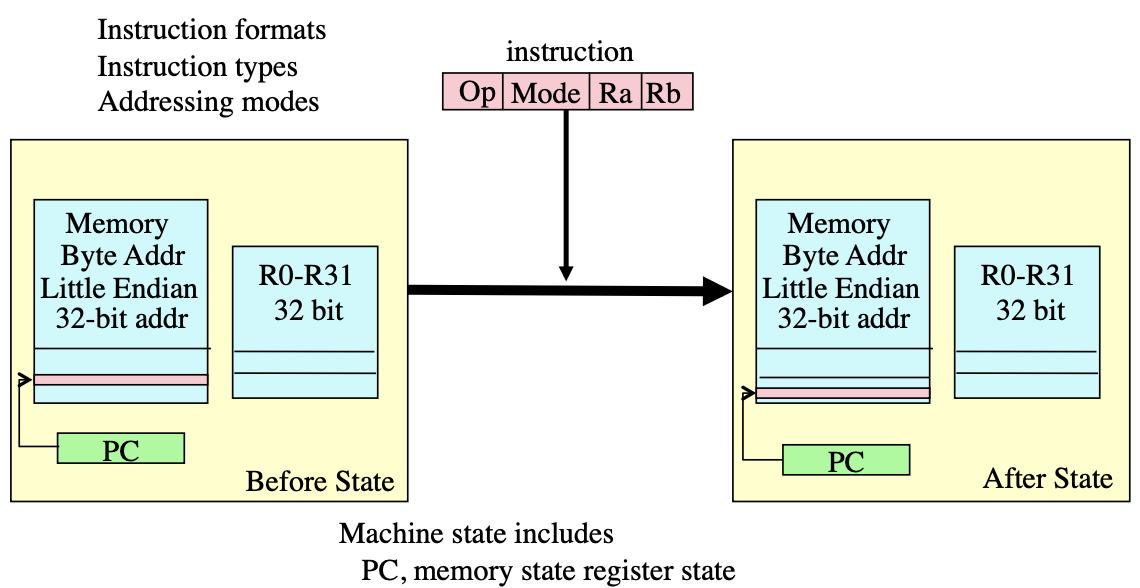 Instruction formats
Instruction types
Addressing modes
instruction
Op Mode Ra Rb
Memory
Byte Addr
Little Endian
32-bit addr
R0-R31
32 bit
PC
Before State
Memory
Byte Addr
Little Endian
32-bit addr
R0-R31
32 bit
PC
After State
Machine state includes
PC, memory state register state